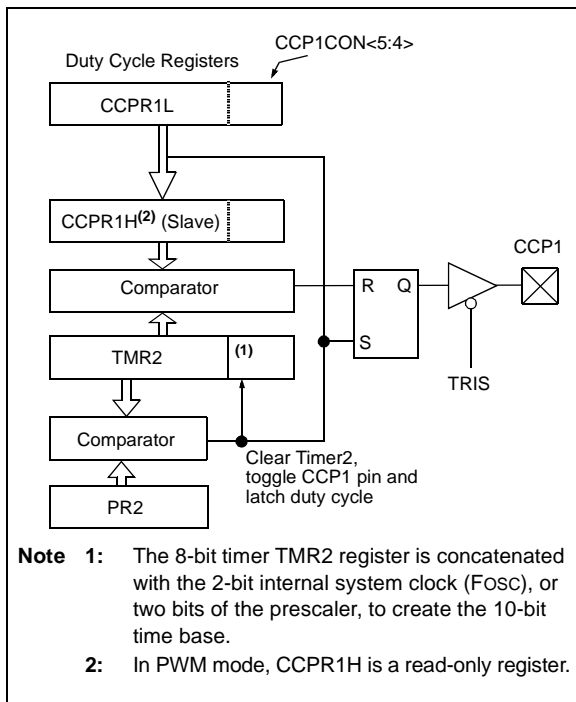 CCP1CON<5:4>
Duty Cycle Registers
CCPR1L
CCPR1H(2) (Slave)
CCP1
Comparator
R Q
TMR2 (1)
S
TRIS
Comparator
Clear Timer2,
toggle CCP1 pin and
latch duty cycle
PR2
Note 1: The 8-bit timer TMR2 register is concatenated
with the 2-bit internal system clock (FOSC), or
two bits of the prescaler, to create the 10-bit
time base.
2: In PWM mode, CCPR1H is a read-only register.